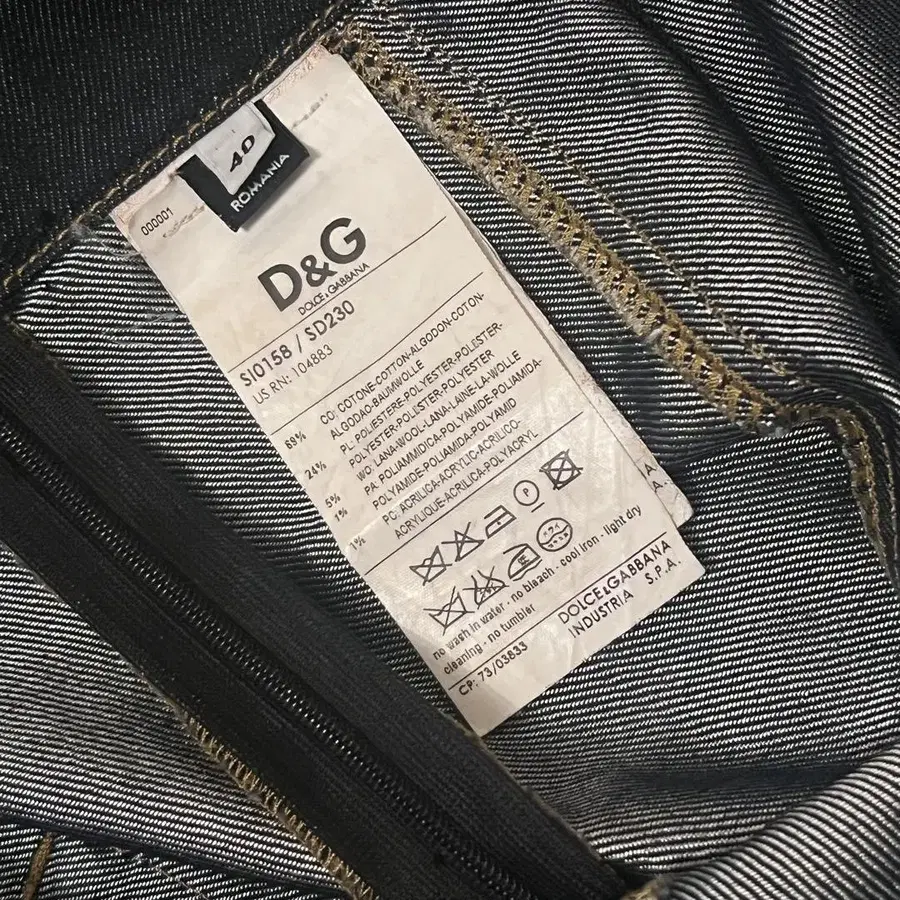 40
ROMANIA
000001
D&G
DOLCE & GABBANA
SI0158 / SD230
US RN: 104883
69% CO: COTONE-COTTON-ALGODON-COTON-
ALGODAO-BAUMWOLLE
24% PL: POLIESTERE-POLYESTER-POLIESTER-
POLYESTER-POLIESTER-POLYESTER
5% WO: LANA-WOOL-LANA-LAINE-LA-WOLLE
1% PA: POLIAMMIDICA-POLYAMIDE-POLIAMIDA-
POLYAMIDE-POLIAMIDA-POLYAMID
1% PC: ACRILICA-ACRYLIC-ACRILICO-
ACRYLIQUE-ACRILICA-POLYACRYL
P
no wash in water - no bleach - cool iron - light dry
cleaning - no tumbler
DOLCE & GABBANA
INDUSTRIA S.P.A.
CP: 73/03833
A.
A.